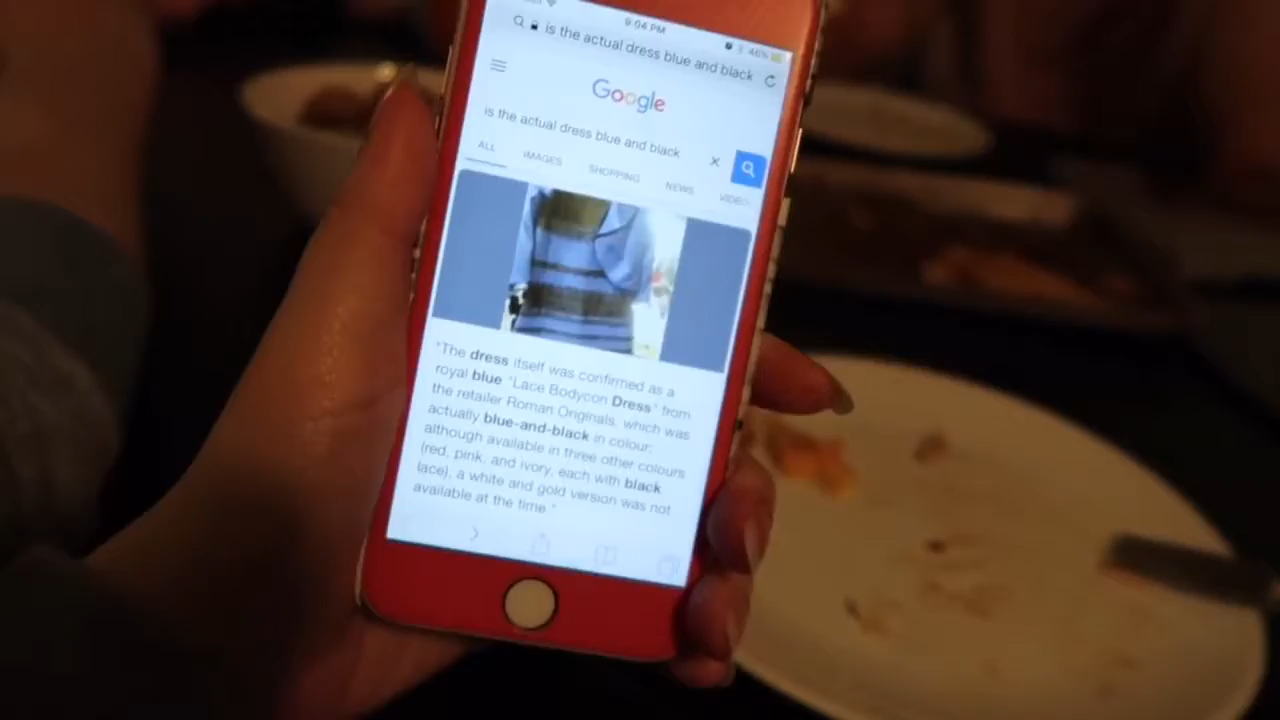 9:04 PM
46%
is the actual dress blue and black
Google
is the actual dress blue and black
ALL IMAGES SHOPPING NEWS VIDEO
"The dress itself was confirmed as a
royal blue "Lace Bodycon Dress" from
the retailer Roman Originals, which was
actually blue-and-black in colour;
although available in three other colours
(red, pink, and ivory, each with black
lace), a white and gold version was not
available at the time."